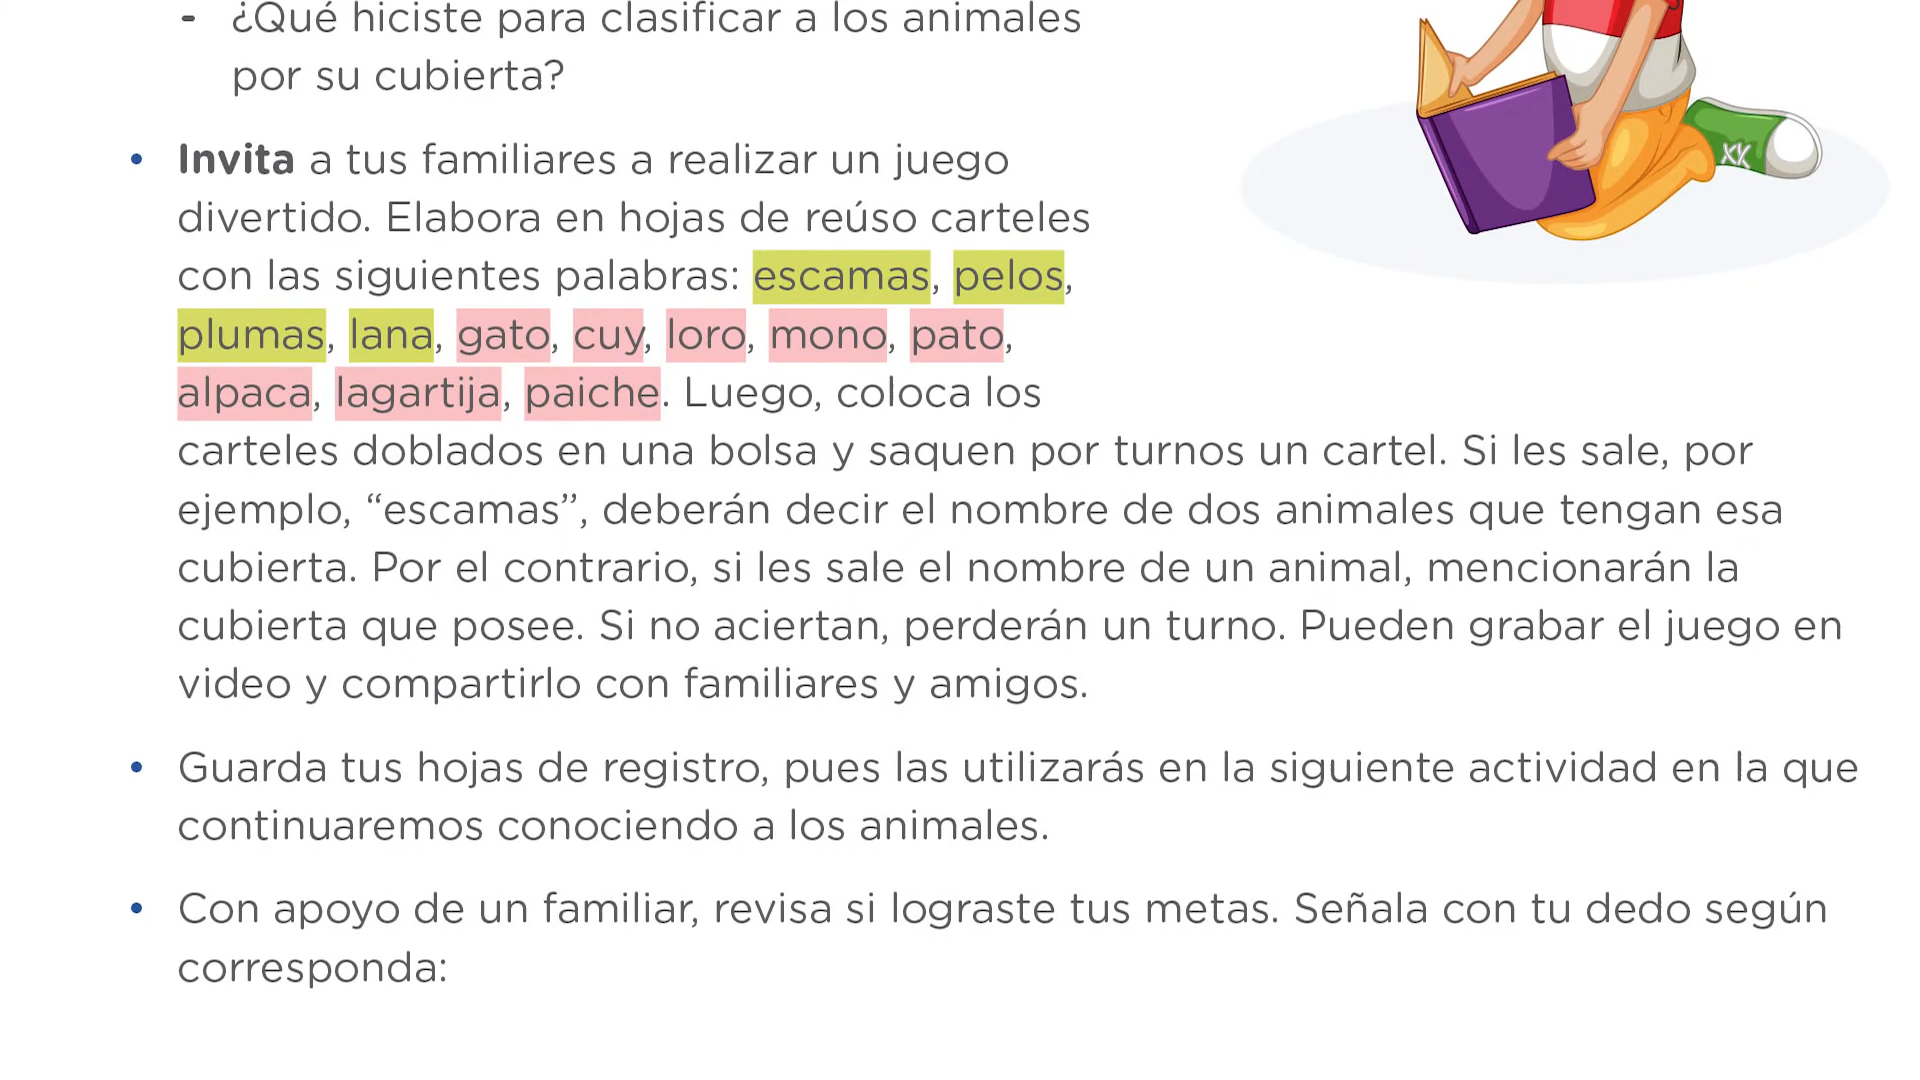 - ¿Qué hiciste para clasificar a los animales
por su cubierta?
• Invita a tus familiares a realizar un juego
divertido. Elabora en hojas de reúso carteles
con las siguientes palabras: escamas, pelos,
plumas, lana, gato, cuy, loro, mono, pato,
alpaca, lagartija, paiche. Luego, coloca los
carteles doblados en una bolsa y saquen por turnos un cartel. Si les sale, por
ejemplo, “escamas”, deberán decir el nombre de dos animales que tengan esa
cubierta. Por el contrario, si les sale el nombre de un animal, mencionarán la
cubierta que posee. Si no aciertan, perderán un turno. Pueden grabar el juego en
video y compartirlo con familiares y amigos.
• Guarda tus hojas de registro, pues las utilizarás en la siguiente actividad en la que
continuaremos conociendo a los animales.
• Con apoyo de un familiar, revisa si lograste tus metas. Señala con tu dedo según
corresponda: